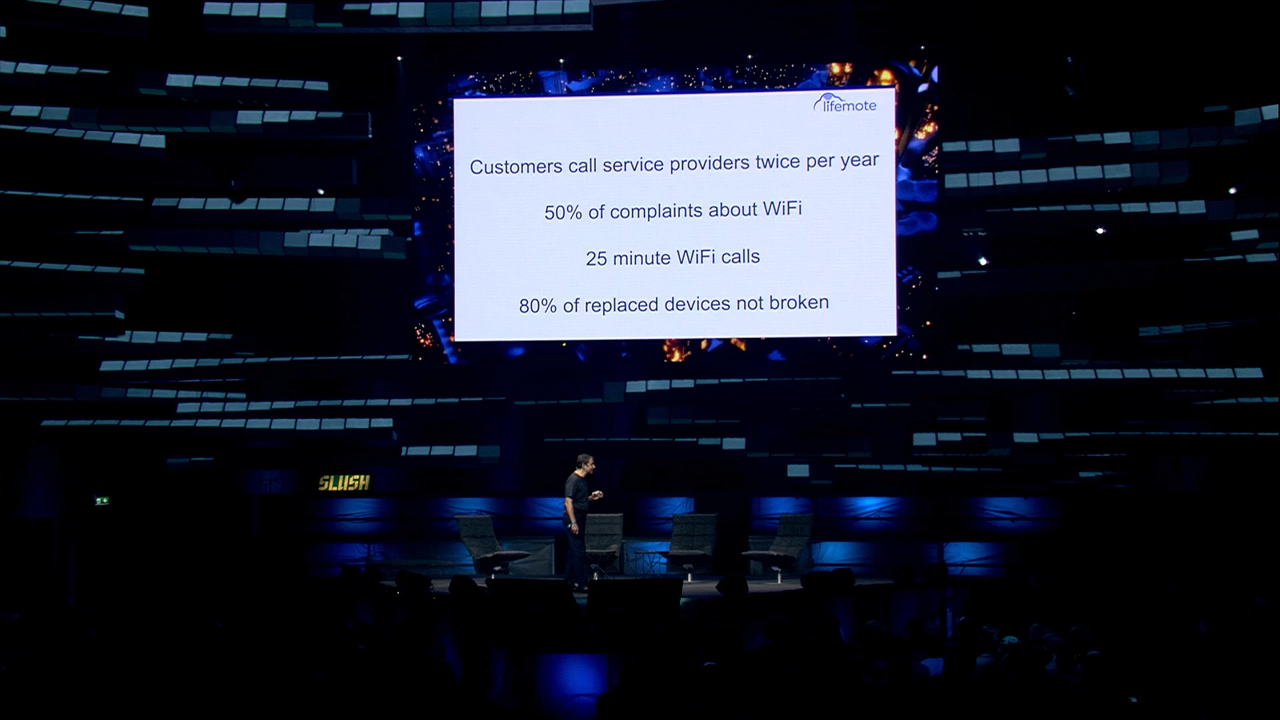 lifemote
Customers call service providers twice per year
50% of complaints about WiFi
25 minute WiFi calls
80% of replaced devices not broken
SLUSH